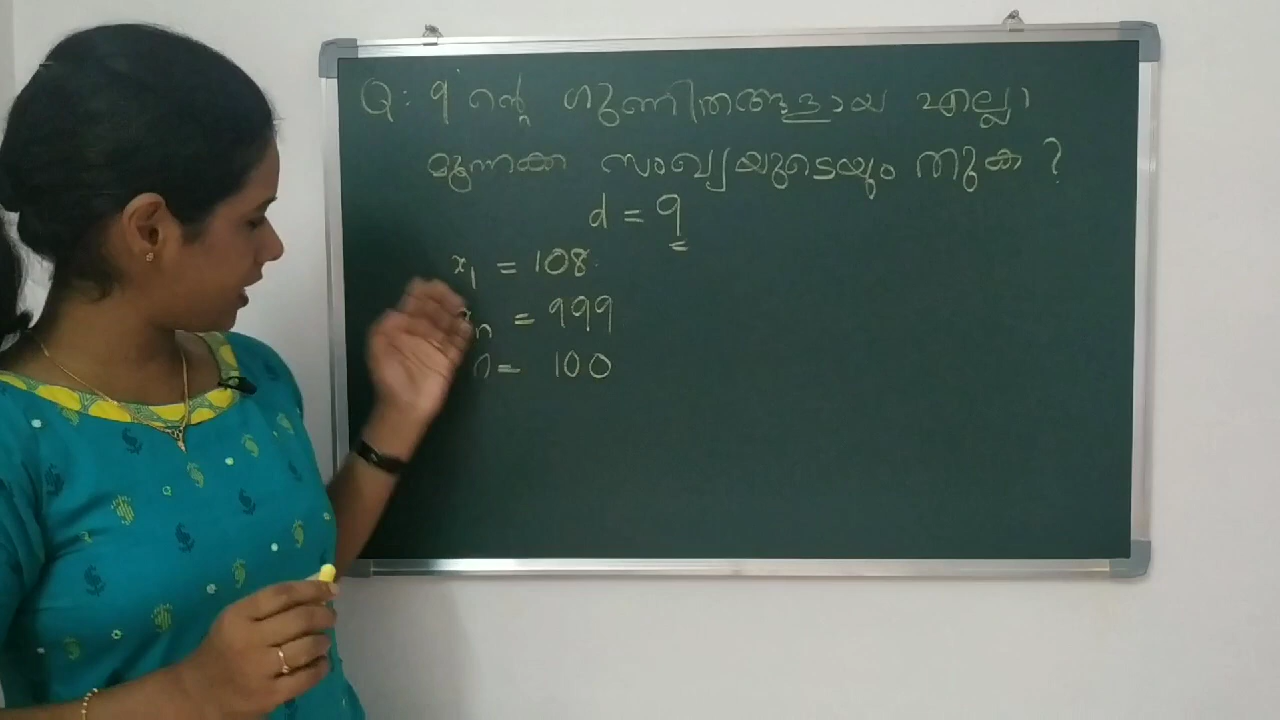 Q: 9 ന്റെ ഗുണിതങ്ങളായ എല്ലാ
മൂന്നക്ക സംഖ്യയുടെയും തുക ?
d = 9
x1 = 108
n = 999
n = 100